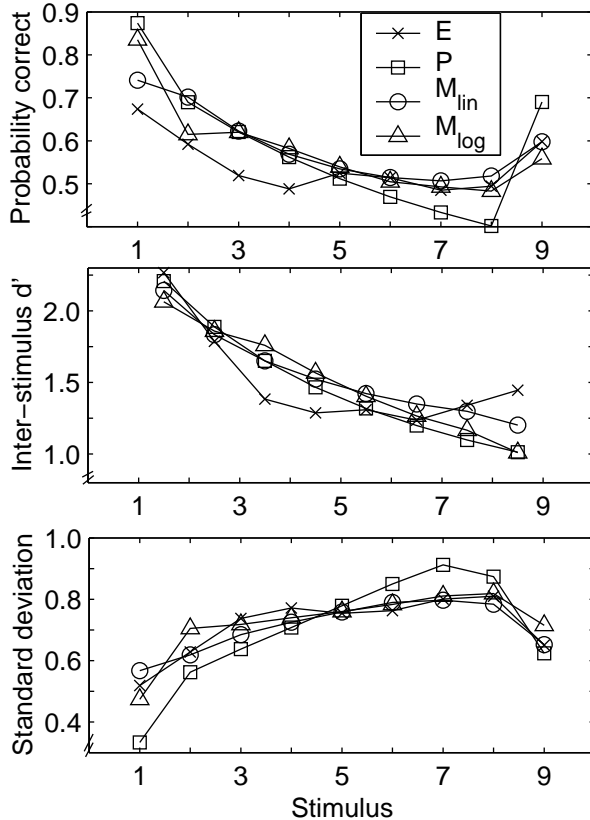 0.9
0.8
0.7
0.6
0.5
Probability correct
E
P
M_lin
M_log
1 3 5 7 9
2.0
1.5
1.0
Inter−stimulus d'
1 3 5 7 9
1.0
0.8
0.6
0.4
Standard deviation
1 3 5 7 9
Stimulus